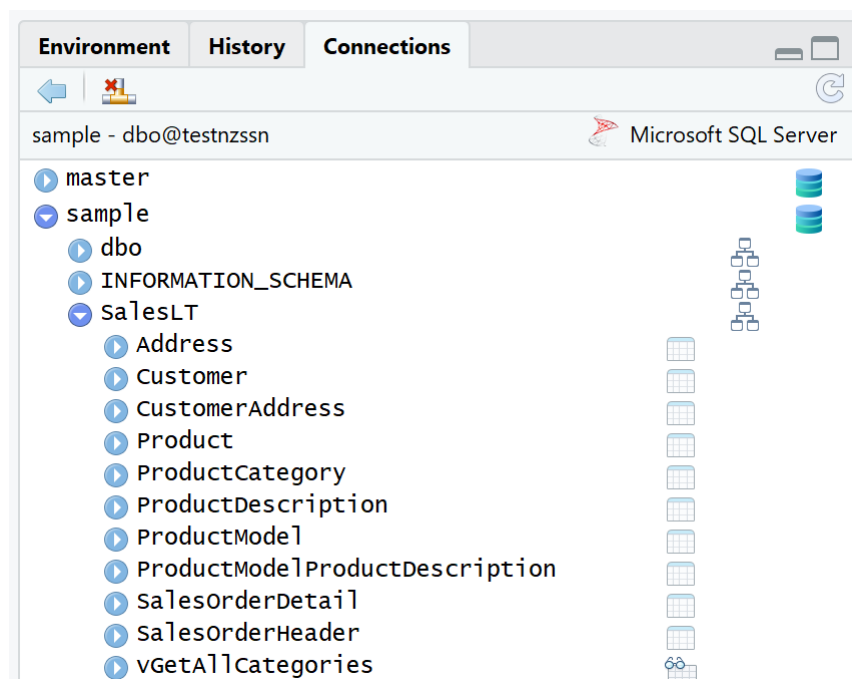 Environment History Connections
sample - dbo@testnzssn Microsoft SQL Server
master
sample
dbo
INFORMATION_SCHEMA
SalesLT
Address
Customer
CustomerAddress
Product
ProductCategory
ProductDescription
ProductModel
ProductModelProductDescription
SalesOrderDetail
SalesOrderHeader
vGetAllCategories